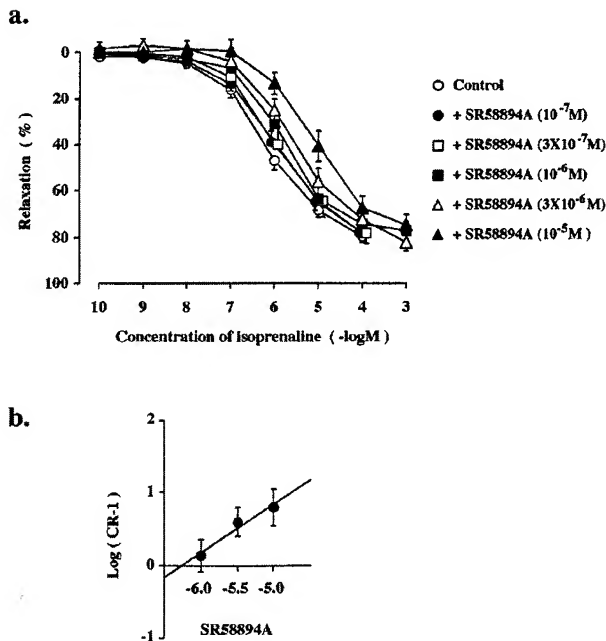 a.
0
20
40
60
80
100
Relaxation (%)
10 9 8 7 6 5 4 3
Concentration of isoprenaline (-logM)
Control
+ SR58894A (10⁻⁷M)
+ SR58894A (3X10⁻⁷M)
+ SR58894A (10⁻⁶M)
+ SR58894A (3X10⁻⁶M)
+ SR58894A (10⁻⁵M)
b.
2
1
0
-1
Log (CR-1)
-6.0 -5.5 -5.0
SR58894A